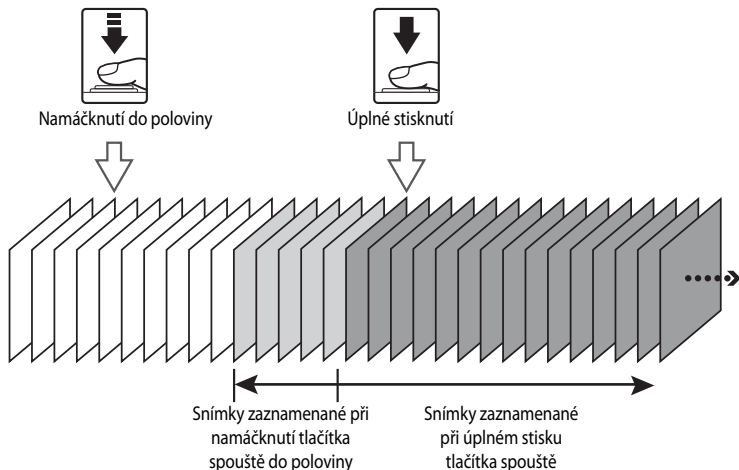 Namáčknutí do poloviny
Úplné stisknutí
Snímky zaznamenané při
namáčknutí tlačítka
spouště do poloviny
Snímky zaznamenané
při úplném stisku
tlačítka spouště